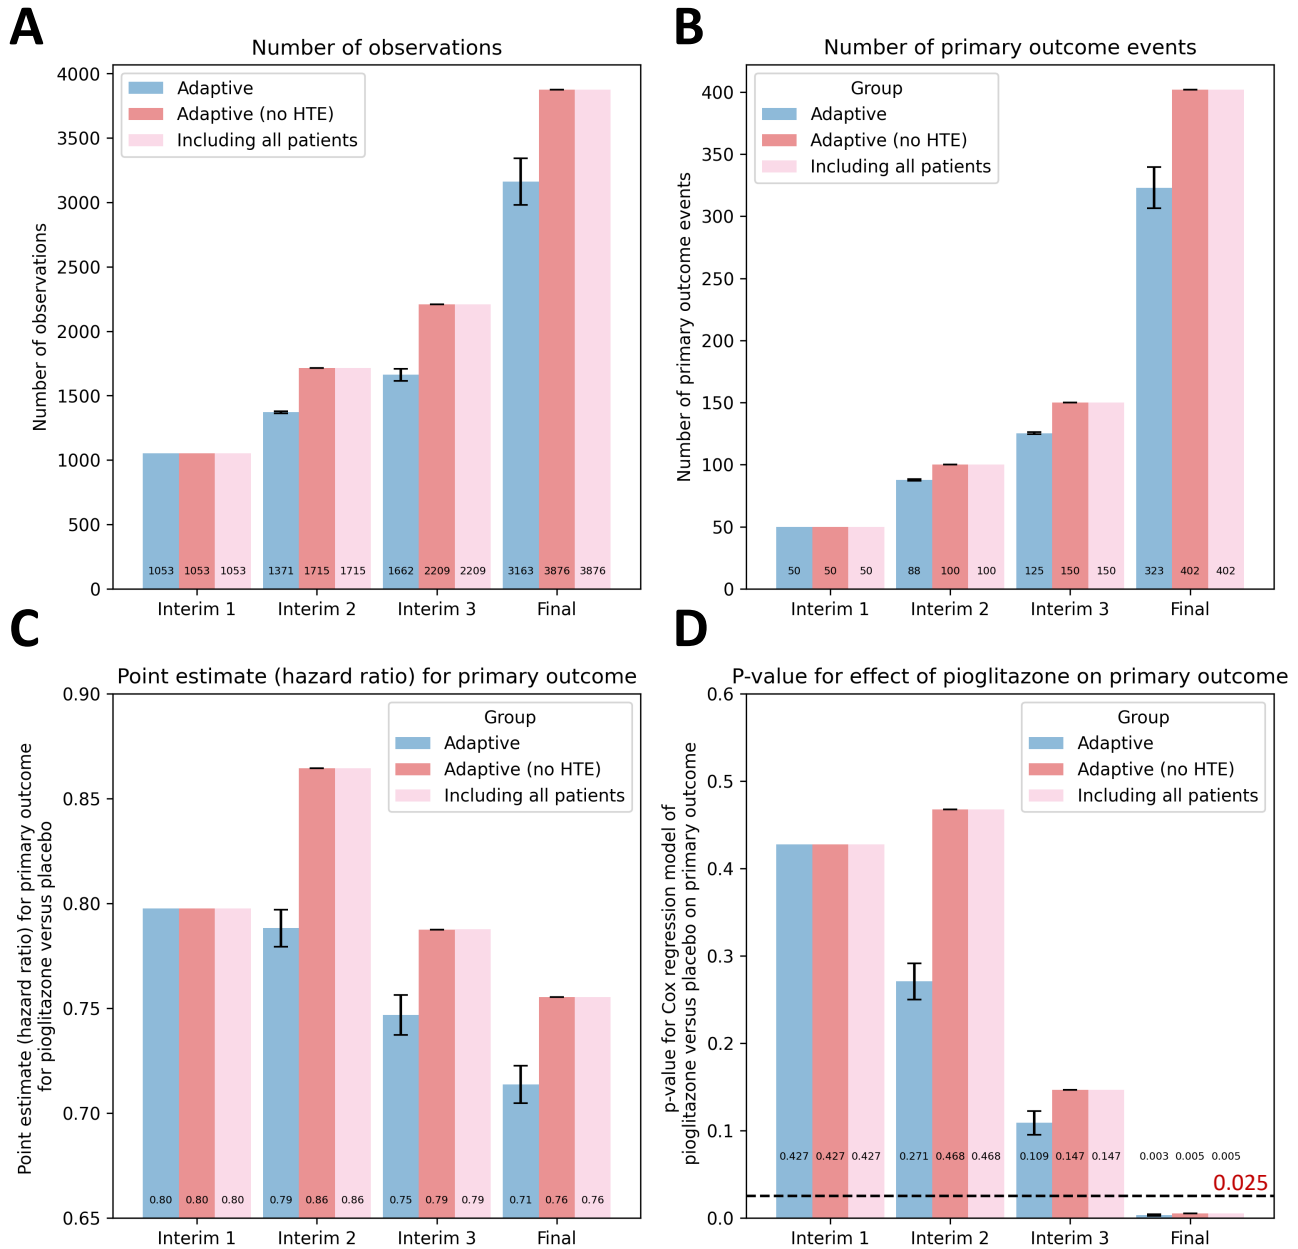 A
Number of observations
Number of observations
4000
3500
3000
2500
2000
1500
1000
500
0
Adaptive
Adaptive (no HTE)
Including all patients
1053 1053 1053 1371 1715 1715 1662 2209 2209 3163 3876 3876
Interim 1 Interim 2 Interim 3 Final
B
Number of primary outcome events
Number of primary outcome events
400
350
300
250
200
150
100
50
0
Group
Adaptive
Adaptive (no HTE)
Including all patients
50 50 50 88 100 100 125 150 150 323 402 402
Interim 1 Interim 2 Interim 3 Final
C
Point estimate (hazard ratio) for primary outcome
Point estimate (hazard ratio) for primary outcome
for pioglitazone versus placebo
0.90
0.85
0.80
0.75
0.70
0.65
Group
Adaptive
Adaptive (no HTE)
Including all patients
0.80 0.80 0.80 0.79 0.86 0.86 0.75 0.79 0.79 0.71 0.76 0.76
Interim 1 Interim 2 Interim 3 Final
D
P-value for effect of pioglitazone on primary outcome
p-value for Cox regression model of
pioglitazone versus placebo on primary outcome
0.6
0.5
0.4
0.3
0.2
0.1
0.0
Group
Adaptive
Adaptive (no HTE)
Including all patients
0.427 0.427 0.427 0.271 0.468 0.468 0.109 0.147 0.147 0.003 0.005 0.005
0.025
Interim 1 Interim 2 Interim 3 Final